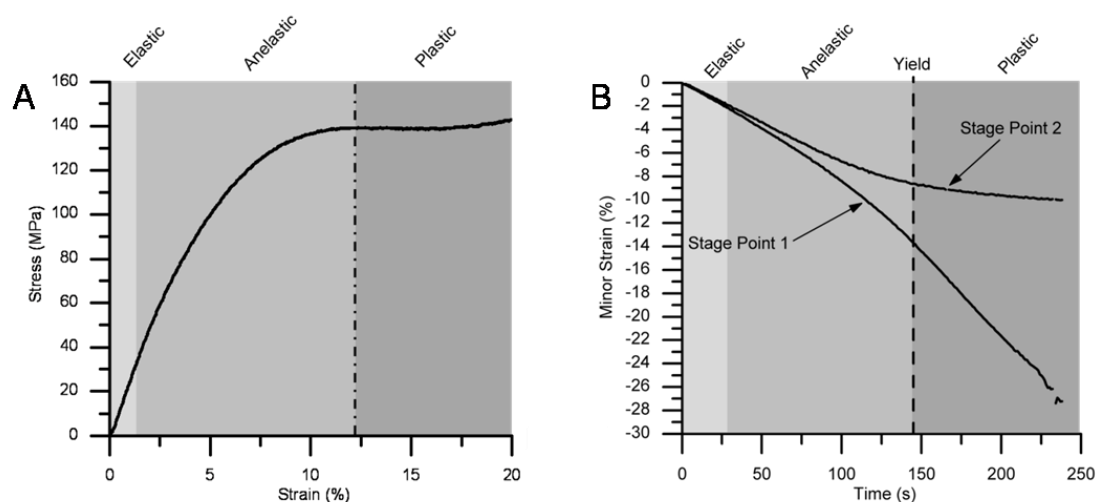 A
Elastic
Anelastic
Plastic
160
140
120
100
80
60
40
20
0
Stress (MPa)
0 5 10 15 20
Strain (%)
B
Elastic
Anelastic
Yield
Plastic
0
-2
-4
-6
-8
-10
-12
-14
-16
-18
-20
-22
-24
-26
-28
-30
Minor Strain (%)
Stage Point 2
Stage Point 1
0 50 100 150 200 250
Time (s)